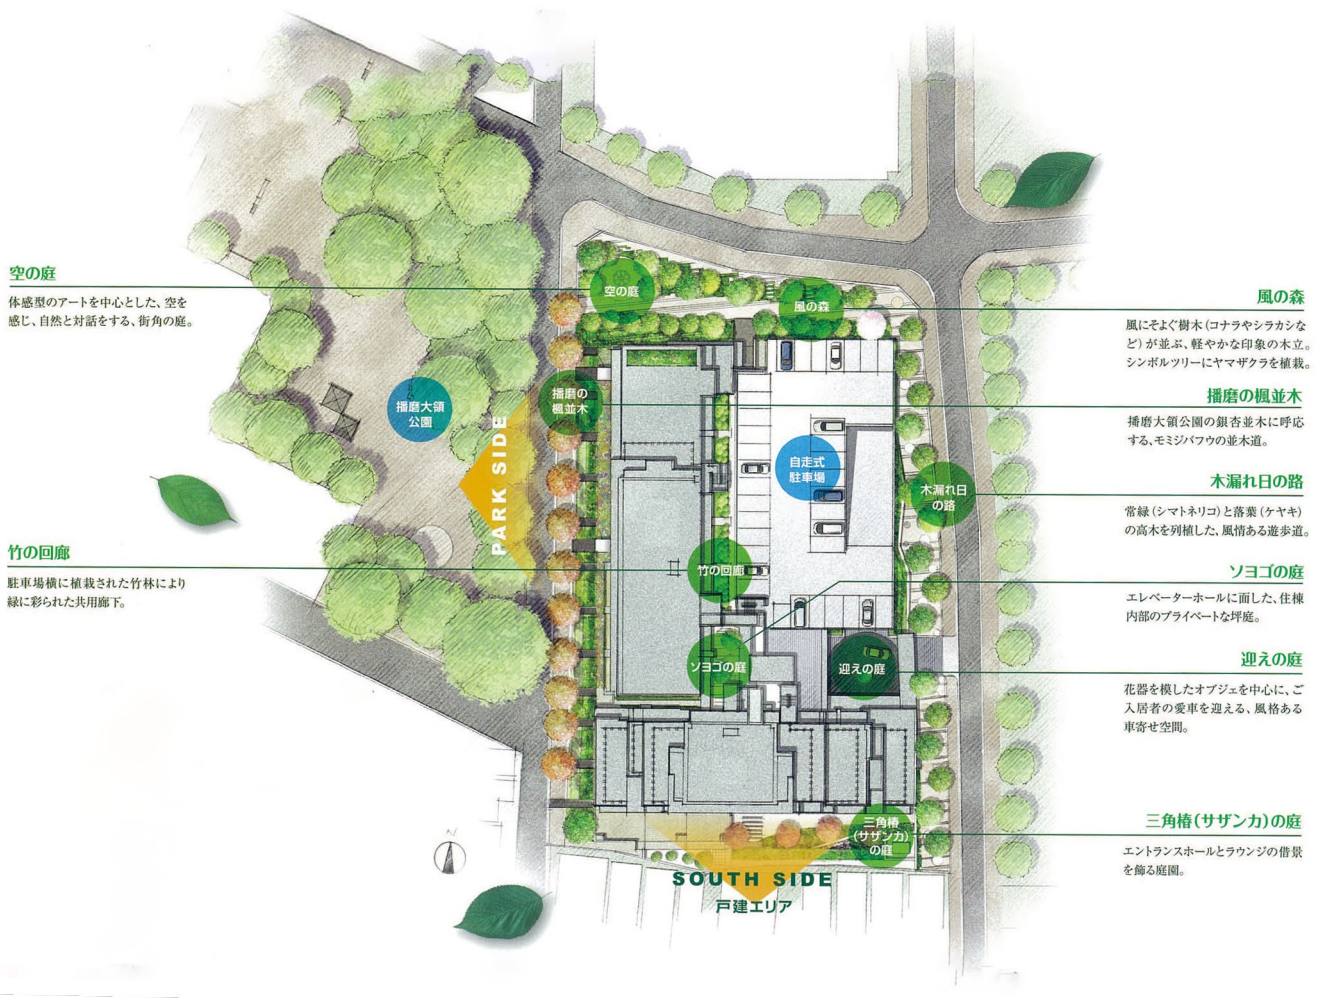 空の庭
体感型のアートを中心とした、空を
感じ、自然と対話をする、街角の庭。
竹の回廊
駐車場横に植栽された竹林により
緑に彩られた共用廊下。
空の庭
風の森
播磨大領
公園
播磨の
楓並木
PARK SIDE
自走式
駐車場
木漏れ日
の路
竹の回廊
ソヨゴの庭
迎えの庭
三角椿
(サザンカ)
の庭
SOUTH SIDE
戸建エリア
N
風の森
風にそよぐ樹木(コナラやシラカシな
ど)が並ぶ、軽やかな印象の木立。
シンボルツリーにヤマザクラを植栽。
播磨の楓並木
播磨大領公園の銀杏並木に呼応
する、モミジバフウの並木道。
木漏れ日の路
常緑(シマトネリコ)と落葉(ケヤキ)
の高木を列植した、風情ある遊歩道。
ソヨゴの庭
エレベーターホールに面した、住棟
内部のプライベートな坪庭。
迎えの庭
花器を模したオブジェを中心に、ご
入居者の愛車を迎える、風格ある
車寄せ空間。
三角椿(サザンカ)の庭
エントランスホールとラウンジの借景
を飾る庭園。